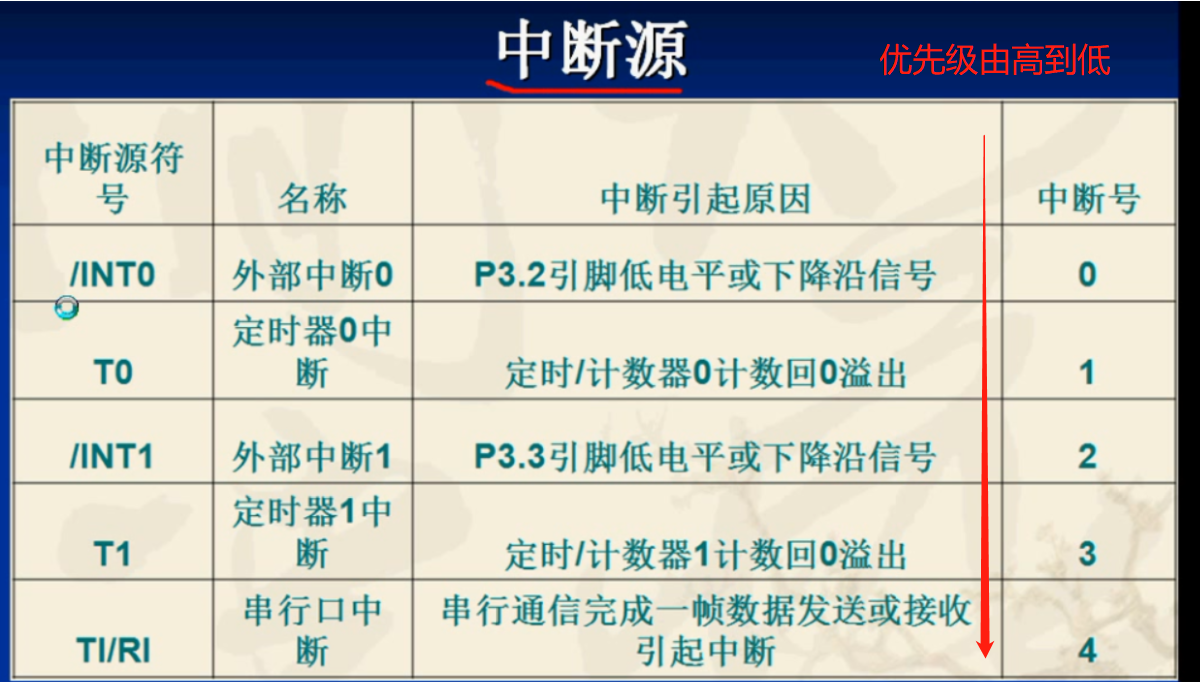 中断源
优先级由高到低
中断源符号 名称 中断引起原因 中断号
/INT0 外部中断0 P3.2引脚低电平或下降沿信号 0
T0 定时器0中断 定时/计数器0计数回0溢出 1
/INT1 外部中断1 P3.3引脚低电平或下降沿信号 2
T1 定时器1中断 定时/计数器1计数回0溢出 3
TI/RI 串行口中断 串行通信完成一帧数据发送或接收引起中断 4